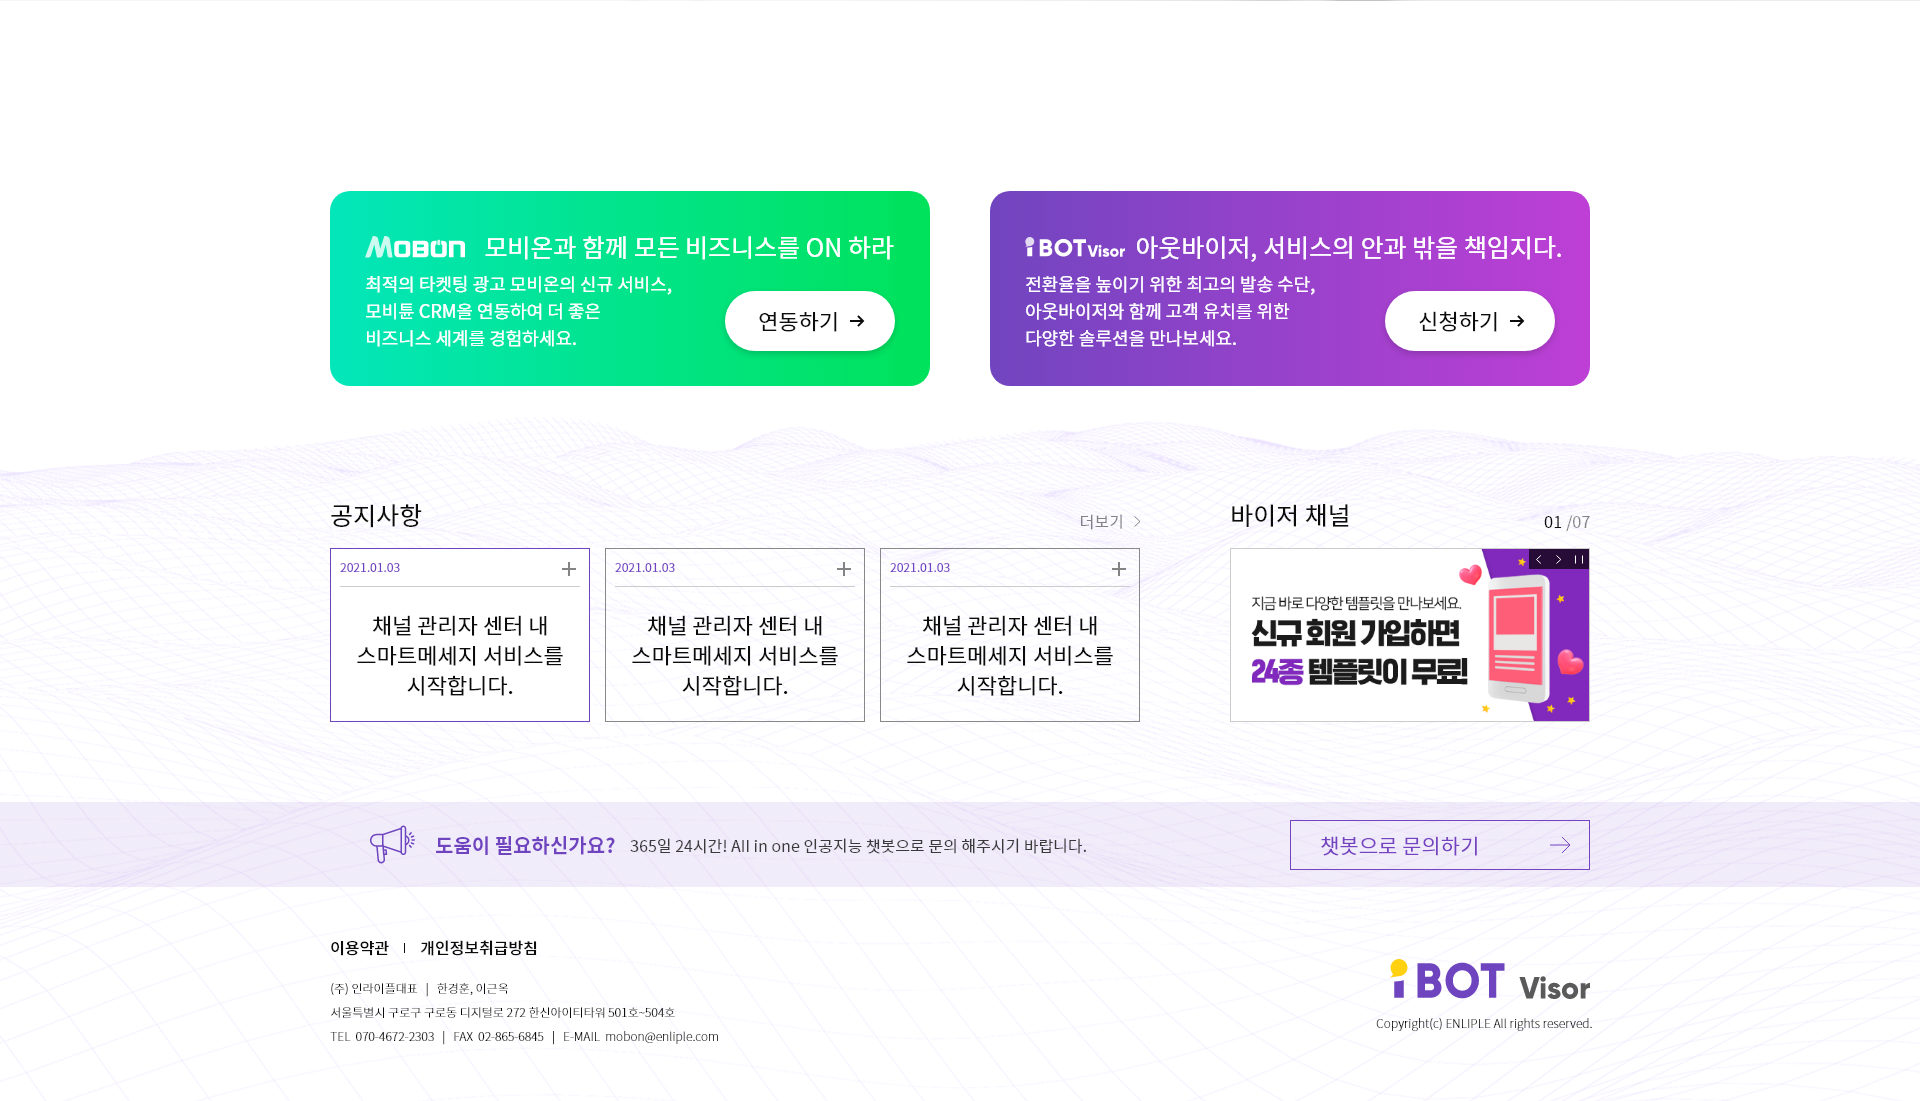 MOBON 모비온과 함께 모든 비즈니스를 ON 하라
최적의 타켓팅 광고 모비온의 신규 서비스,
모비튠 CRM을 연동하여 더 좋은
비즈니스 세계를 경험하세요.
연동하기
iBOT Visor 아웃바이저, 서비스의 안과 밖을 책임지다.
전환율을 높이기 위한 최고의 발송 수단,
아웃바이저와 함께 고객 유치를 위한
다양한 솔루션을 만나보세요.
신청하기
공지사항
더보기
2021.01.03
채널 관리자 센터 내
스마트메세지 서비스를
시작합니다.
2021.01.03
채널 관리자 센터 내
스마트메세지 서비스를
시작합니다.
2021.01.03
채널 관리자 센터 내
스마트메세지 서비스를
시작합니다.
바이저 채널
01 /07
지금 바로 다양한 템플릿을 만나보세요.
신규 회원 가입하면
24종 템플릿이 무료!
도움이 필요하신가요? 365일 24시간! All in one 인공지능 챗봇으로 문의 해주시기 바랍니다.
챗봇으로 문의하기
이용약관 | 개인정보취급방침
(주) 인라이플대표 | 한경훈, 이근옥
서울특별시 구로구 구로동 디지털로 272 한신아이티타워 501호~504호
TEL 070-4672-2303 | FAX 02-865-6845 | E-MAIL mobon@enliple.com
iBOT Visor
Copyright(c) ENLIPLE All rights reserved.